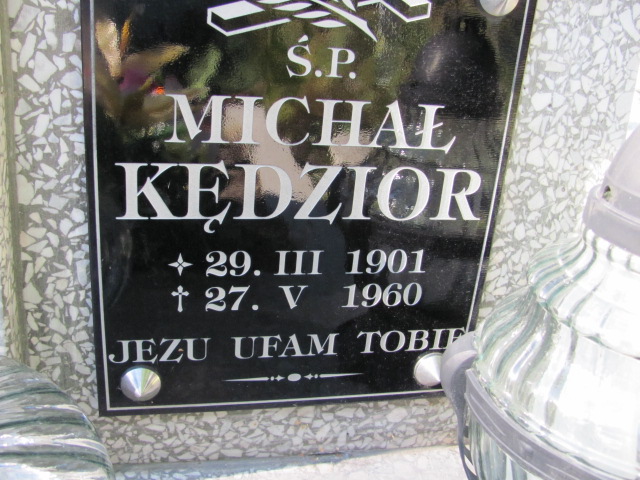 Ś.P.
MICHAŁ
KĘDZIOR
✧ 29. III 1901
† 27. V 1960
JEZU UFAM TOBIE